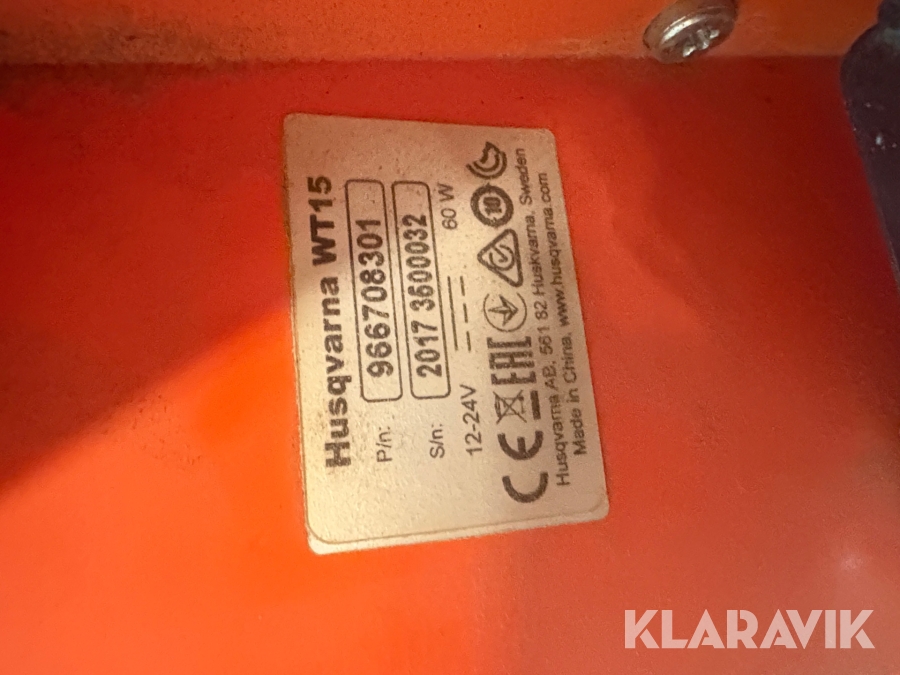 Husqvarna WT15
P/n: 966708301
S/n: 2017 3600032
12-24V 60 W
CE EAC 10
Husqvarna AB, 561 82 Huskvarna, Sweden
Made in China, www.husqvarna.com
KLARAVIK